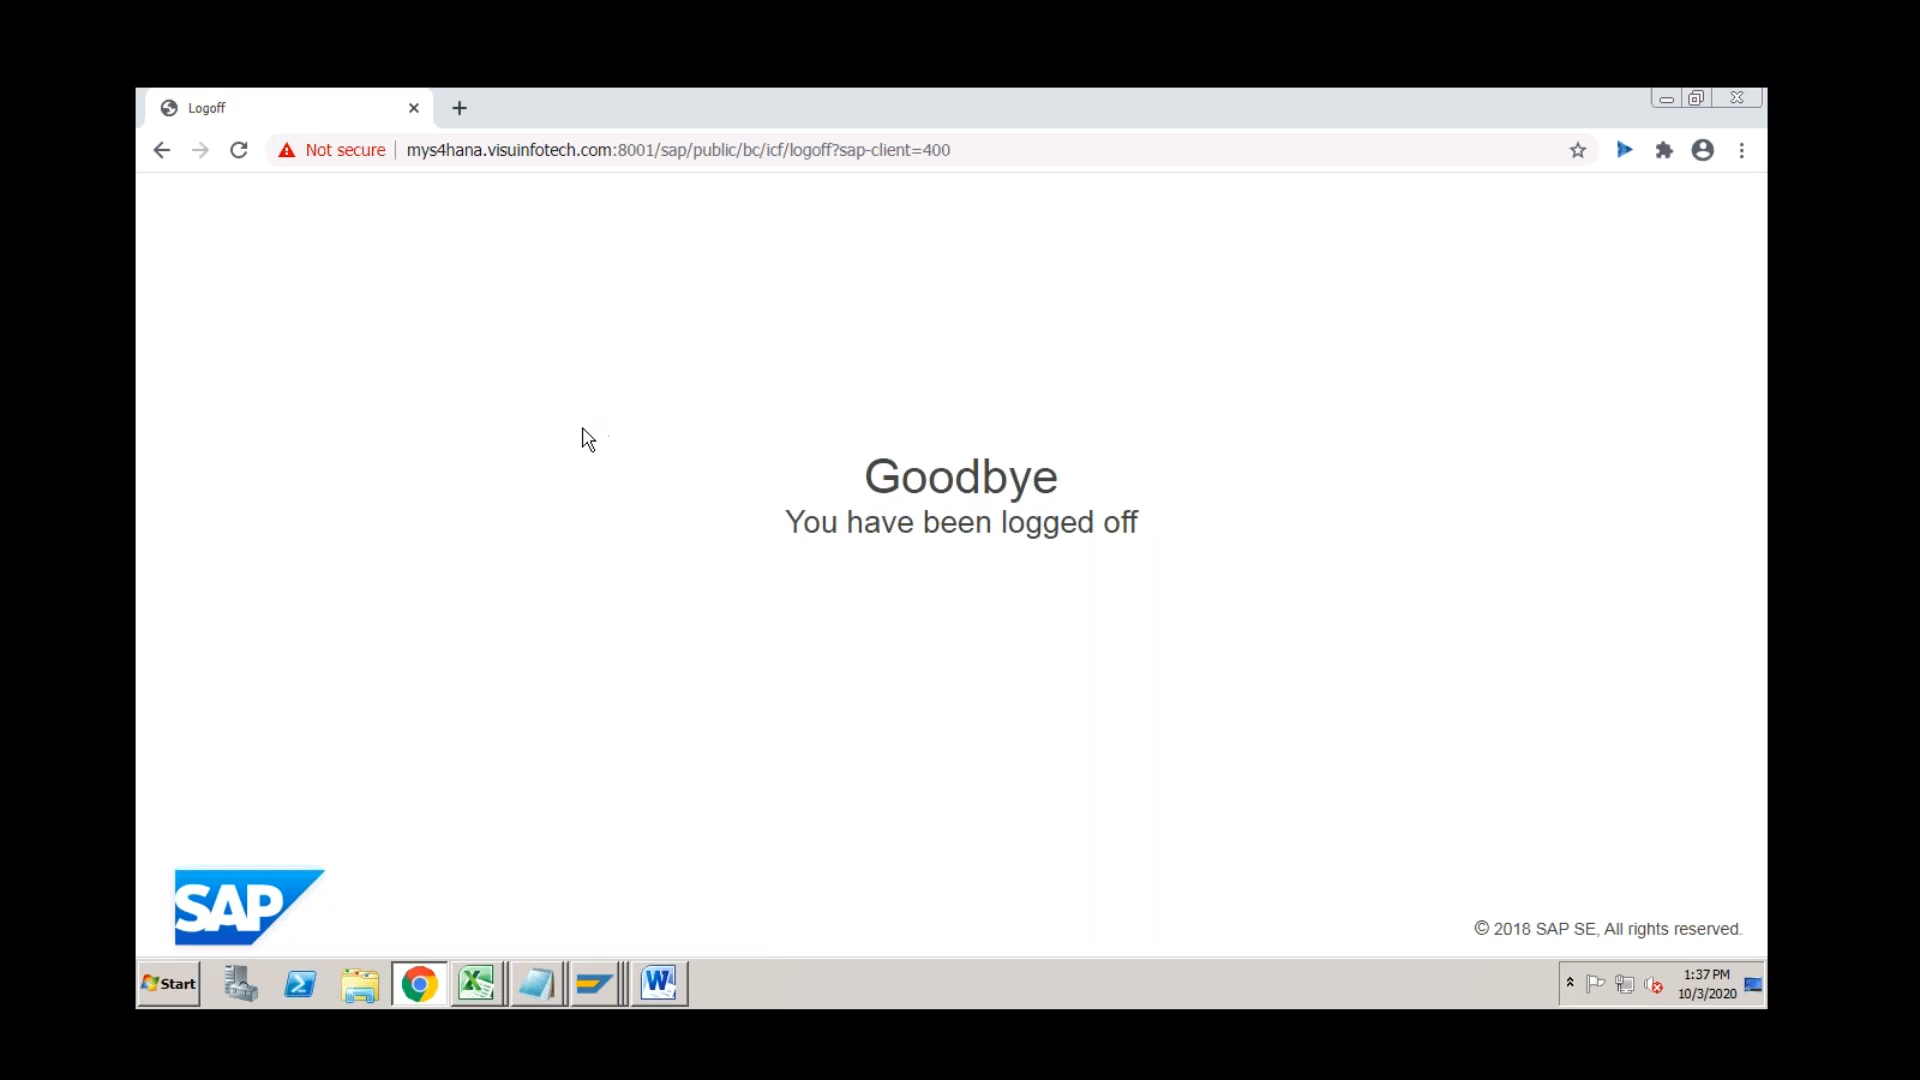 Logoff
Not secure
mys4hana.visuinfotech.com:8001/sap/public/bc/icf/logoff?sap-client=400
Goodbye
You have been logged off
SAP
© 2018 SAP SE, All rights reserved.
Start
1:37 PM
10/3/2020